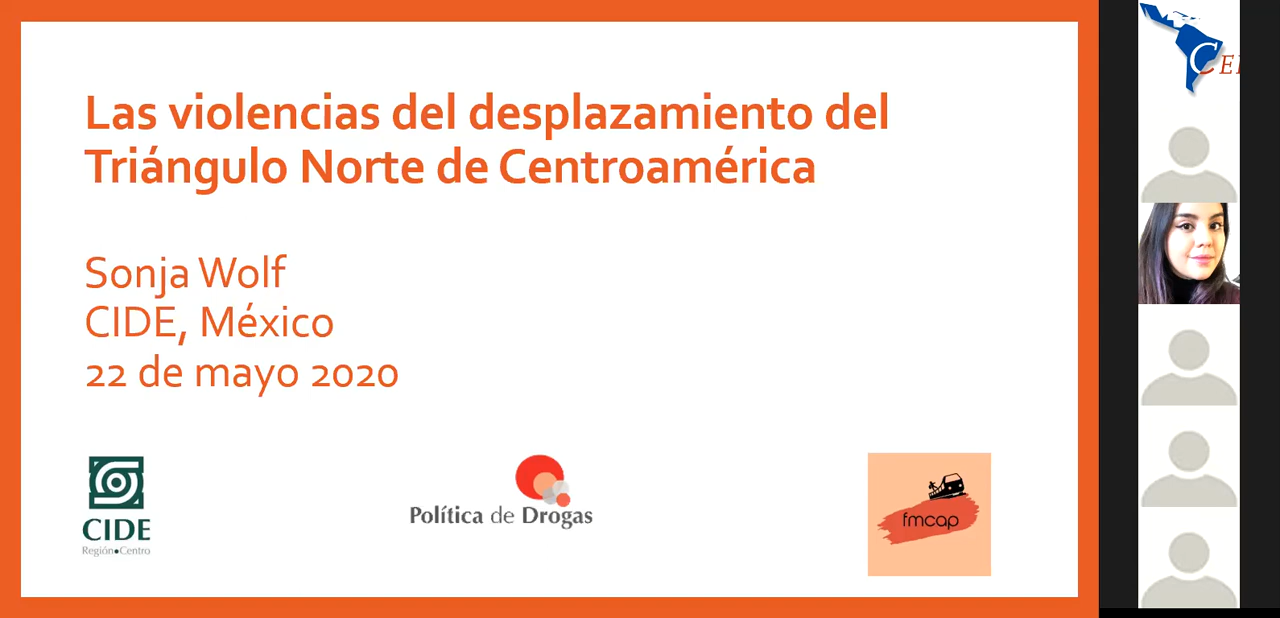 Las violencias del desplazamiento del
Triángulo Norte de Centroamérica
Sonja Wolf
CIDE, México
22 de mayo 2020
CIDE
Región•Centro
Política de Drogas
fmcap